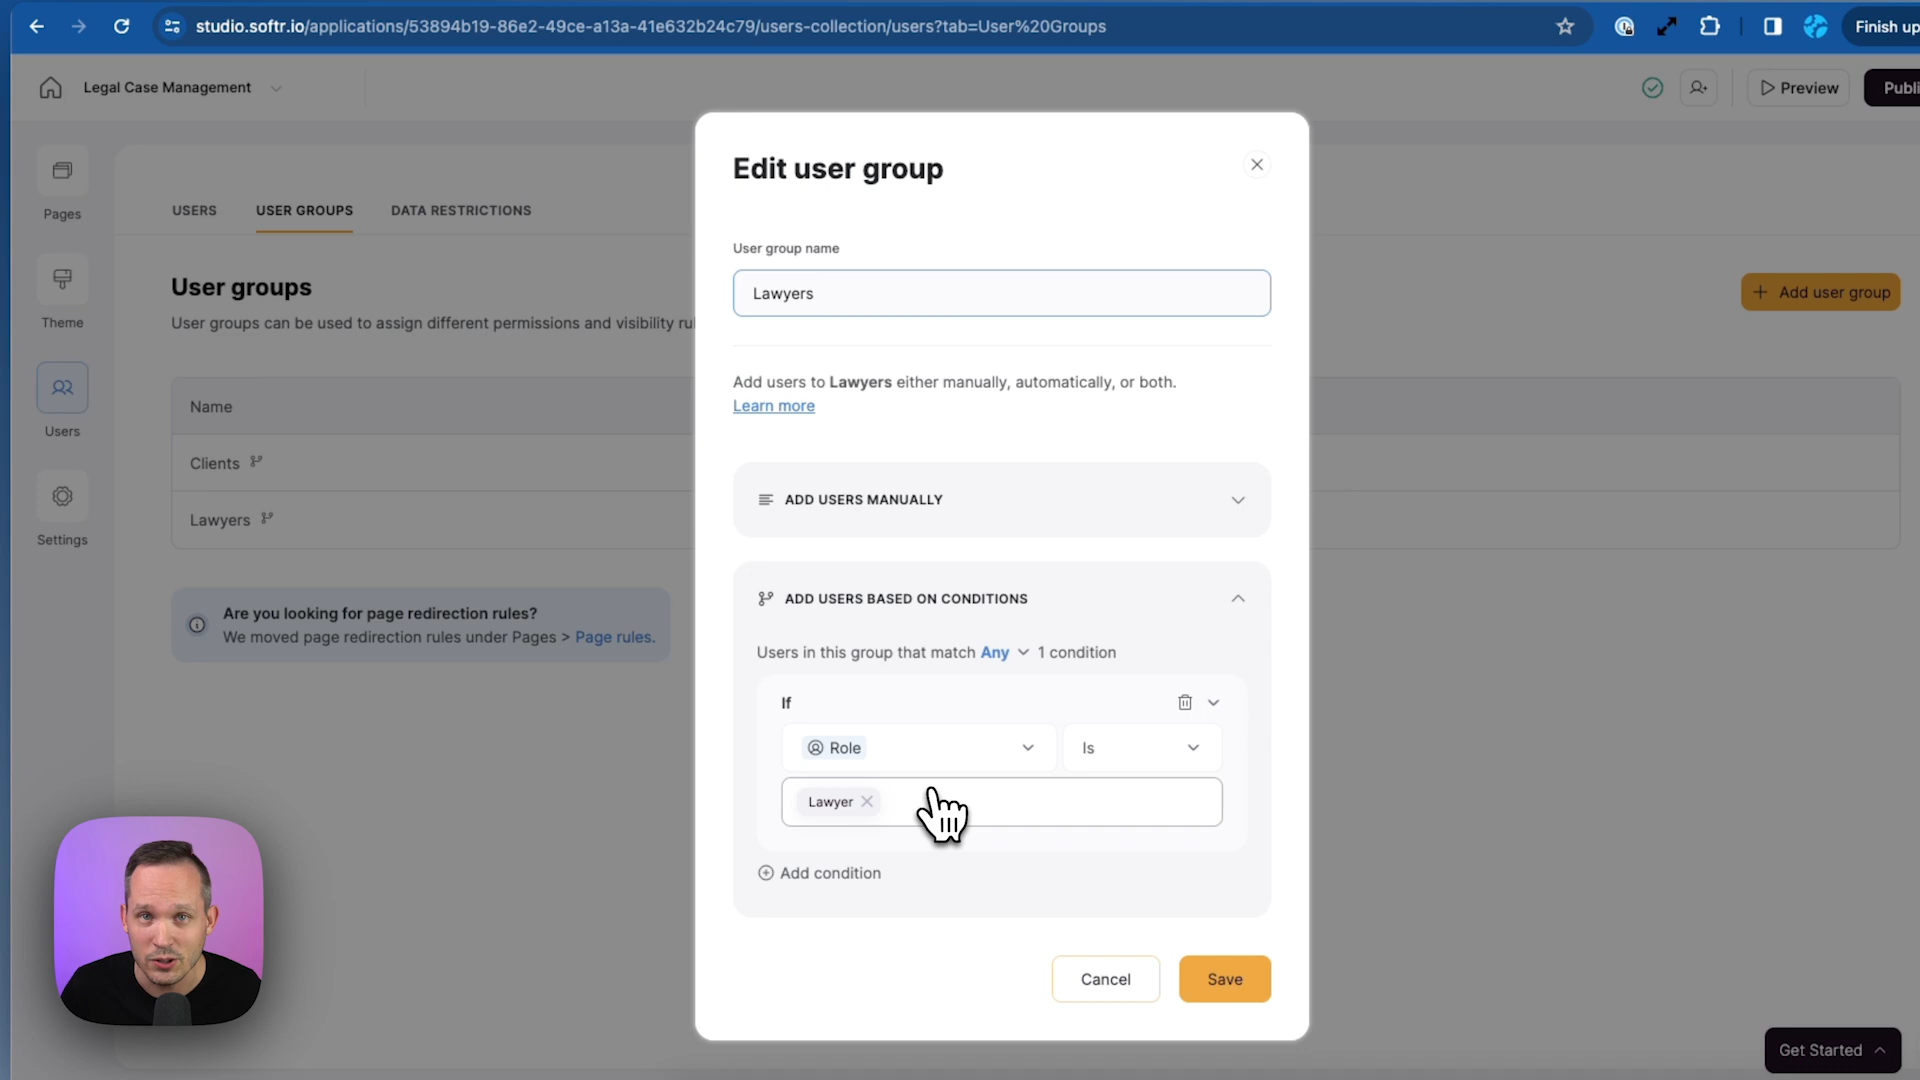 studio.softr.io/applications/53894b19-86e2-49ce-a13a-41e632b24c79/users-collection/users?tab=User%20Groups
Finish up
Legal Case Management
Preview
Publi
Pages
Theme
Users
Settings
USERS
USER GROUPS
DATA RESTRICTIONS
User groups
User groups can be used to assign different permissions and visibility ru
Add user group
Name
Clients
Lawyers
Are you looking for page redirection rules?
We moved page redirection rules under Pages > Page rules.
Edit user group
User group name
Lawyers
Add users to Lawyers either manually, automatically, or both.
Learn more
ADD USERS MANUALLY
ADD USERS BASED ON CONDITIONS
Users in this group that match Any 1 condition
If
Role
Is
Lawyer
Add condition
Cancel
Save
Get Started